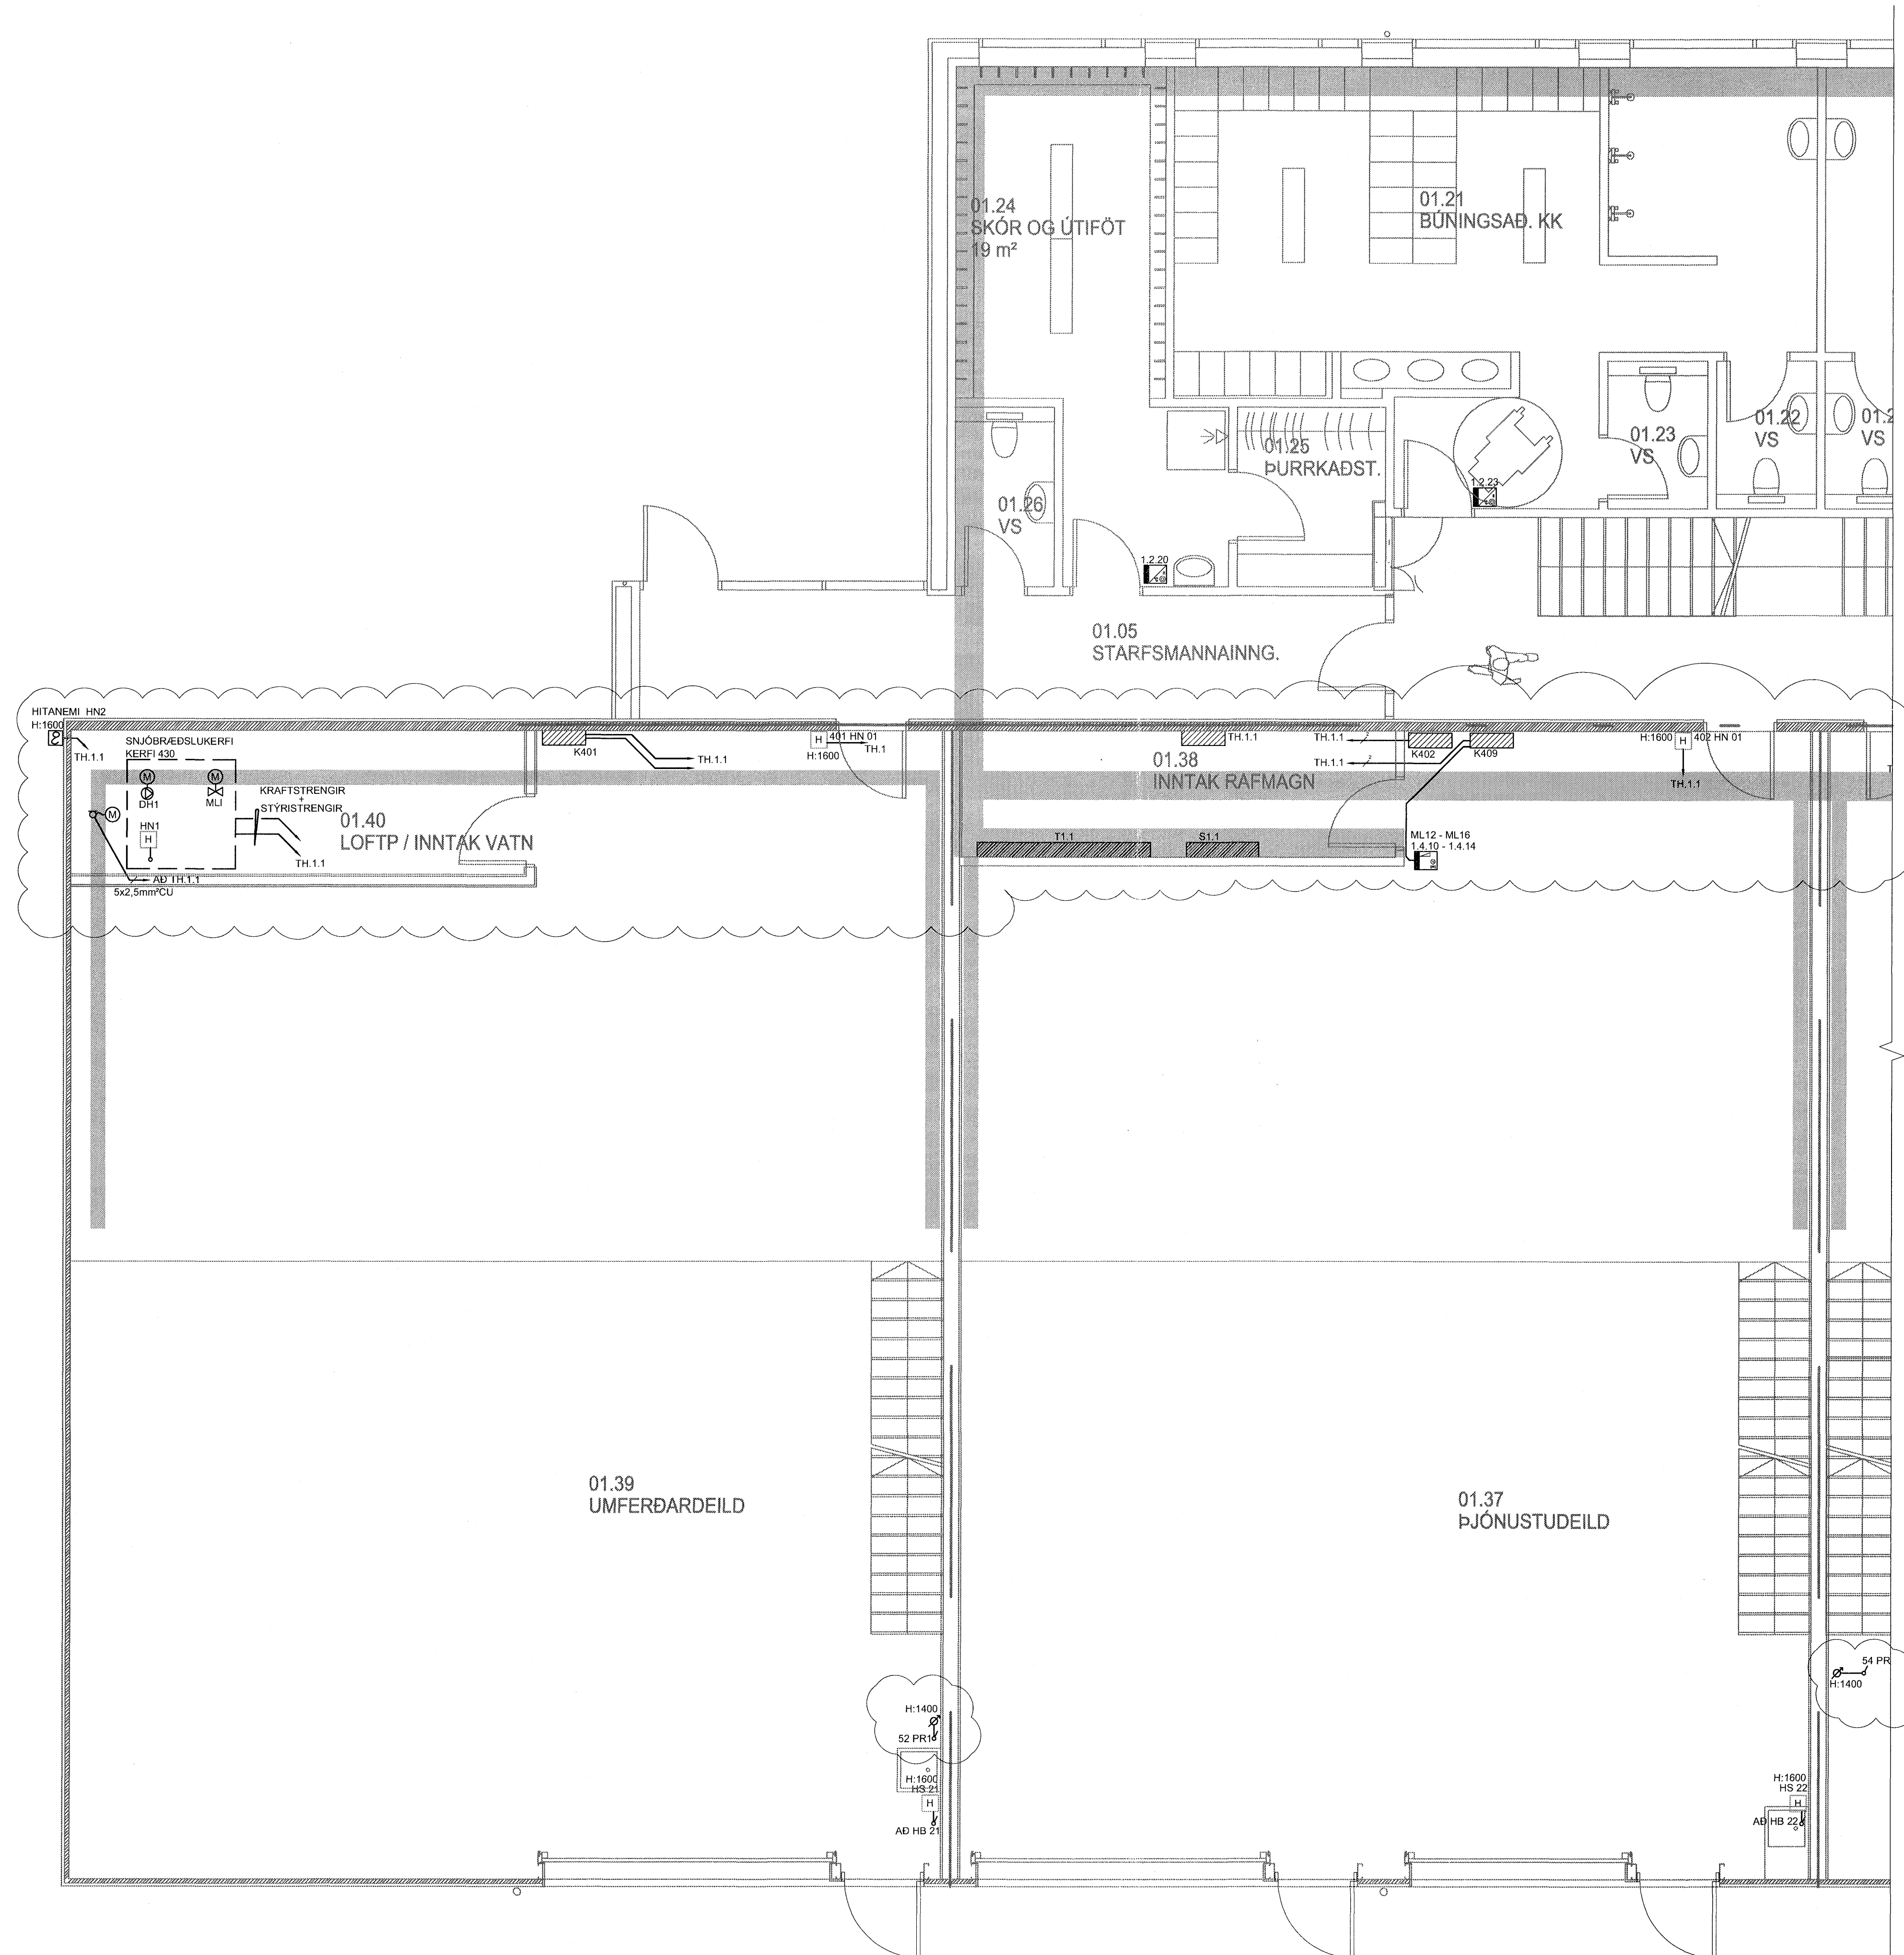 01.24
SKÓR OG ÚTIFÖT
19 m²
01.21
BÚNINGSAÐ. KK
01.25
ÞURRKAÐST.
01.26
VS
01.23
VS
01.22
VS
01.2
VS
1.2.23
1.2.20
01.05
STARFSMANNAINNG.
HITANEMI HN2
H:1600
TH.1.1
SNJÓBRÆÐSLUKERFI
KERFI 430
M
M
DH1
MLI
M
HN1
H
KRAFTSTRENGIR
+
STÝRISTRENGIR
TH.1.1
AÐ TH.1.1
5x2,5mm²CU
01.40
LOFTP / INNTAK VATN
K401
TH.1.1
H
401 HN 01
H:1600
TH.1
TH.1.1
01.38
INNTAK RAFMAGN
TH.1.1
2
TH.1.1
2
K402
K409
H:1600
H
402 HN 01
TH.1.1
T1.1
S1.1
ML12 - ML16
1.4.10 - 1.4.14
01.39
UMFERÐARDEILD
01.37
ÞJÓNUSTUDEILD
H:1400
52 PR1
H:1600
HS 21
H
AÐ HB 21
54 PR
H:1400
H:1600
HS 22
H
AÐ HB 22